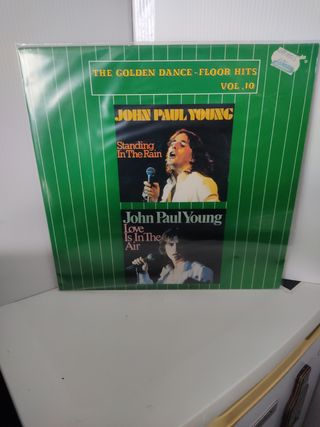 THE GOLDEN DANCE-FLOOR HITS
VOL.10
JOHN PAUL YOUNG
Standing
In The Rain
John Paul Young
Love
Is In The
Air